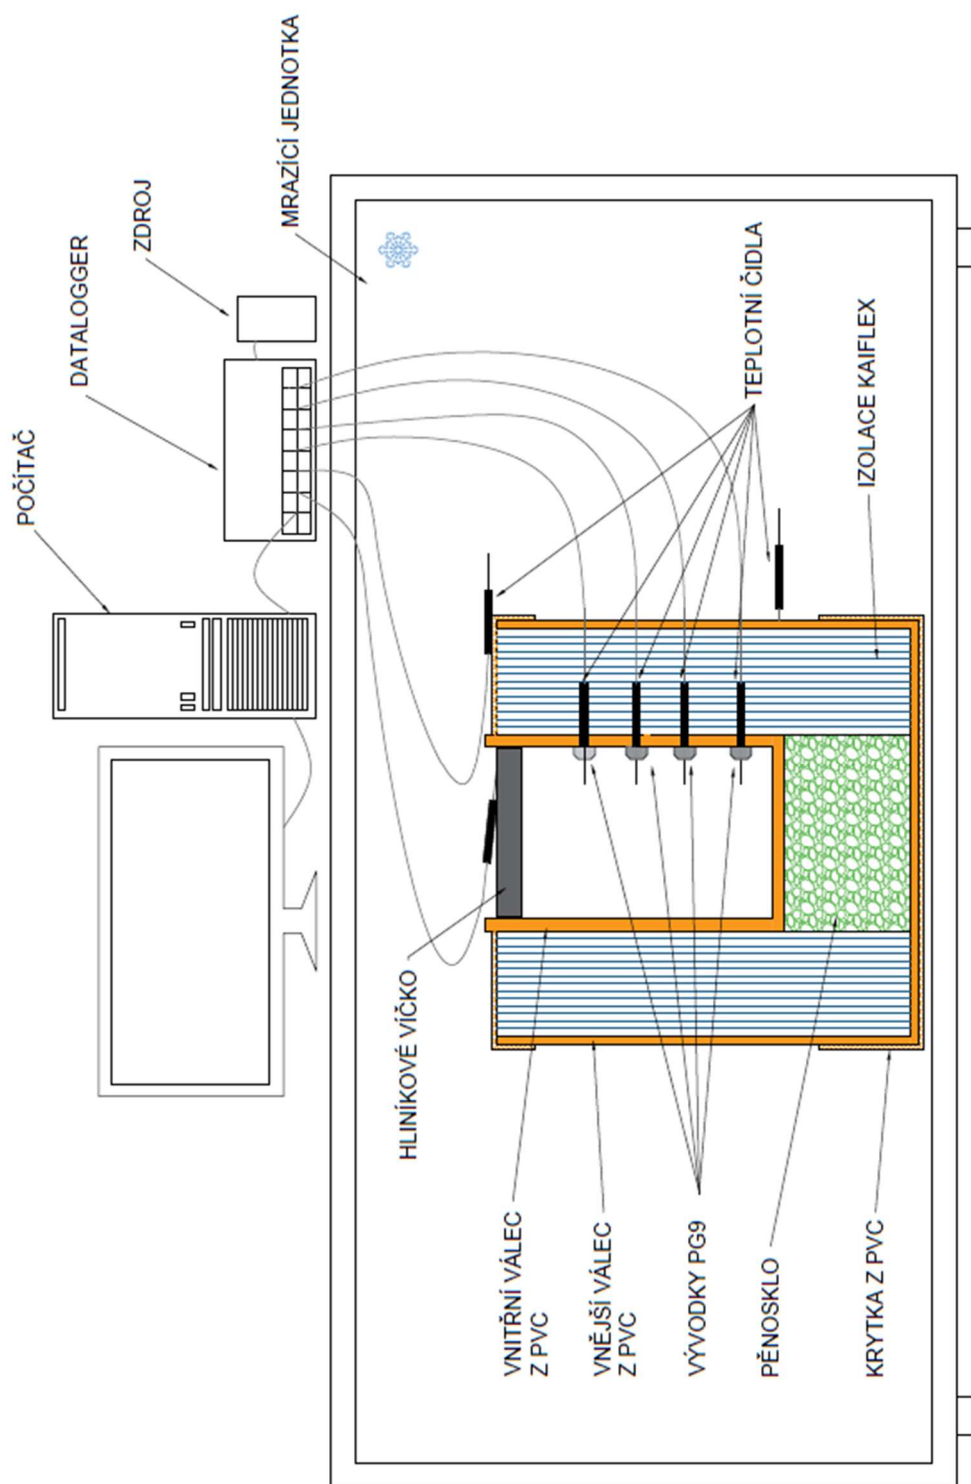 POČÍTAČ
DATALOGGER
ZDROJ
MRAZÍCÍ JEDNOTKA
HLINÍKOVÉ VÍČKO
VNITŘNÍ VÁLEC
Z PVC
VNĚJŠÍ VÁLEC
Z PVC
VÝVODKY PG9
TEPLOTNÍ ČIDLA
PĚNOSKLO
KRYTKA Z PVC
IZOLACE KAIFLEX